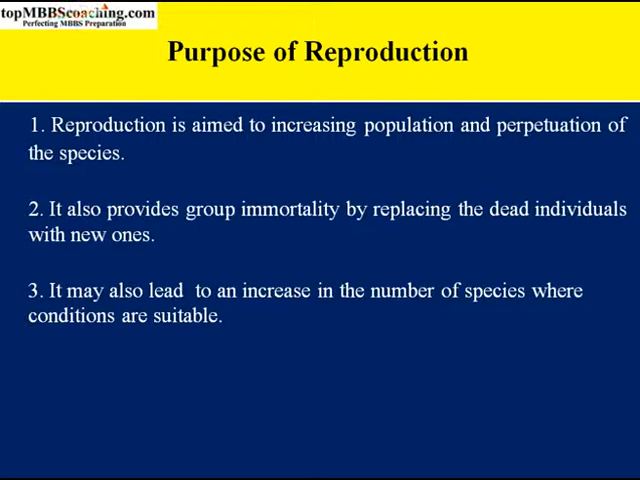 topMBBScoaching.com
Perfecting MBBS Preparation
Purpose of Reproduction
1. Reproduction is aimed to increasing population and perpetuation of
the species.
2. It also provides group immortality by replacing the dead individuals
with new ones.
3. It may also lead to an increase in the number of species where
conditions are suitable.